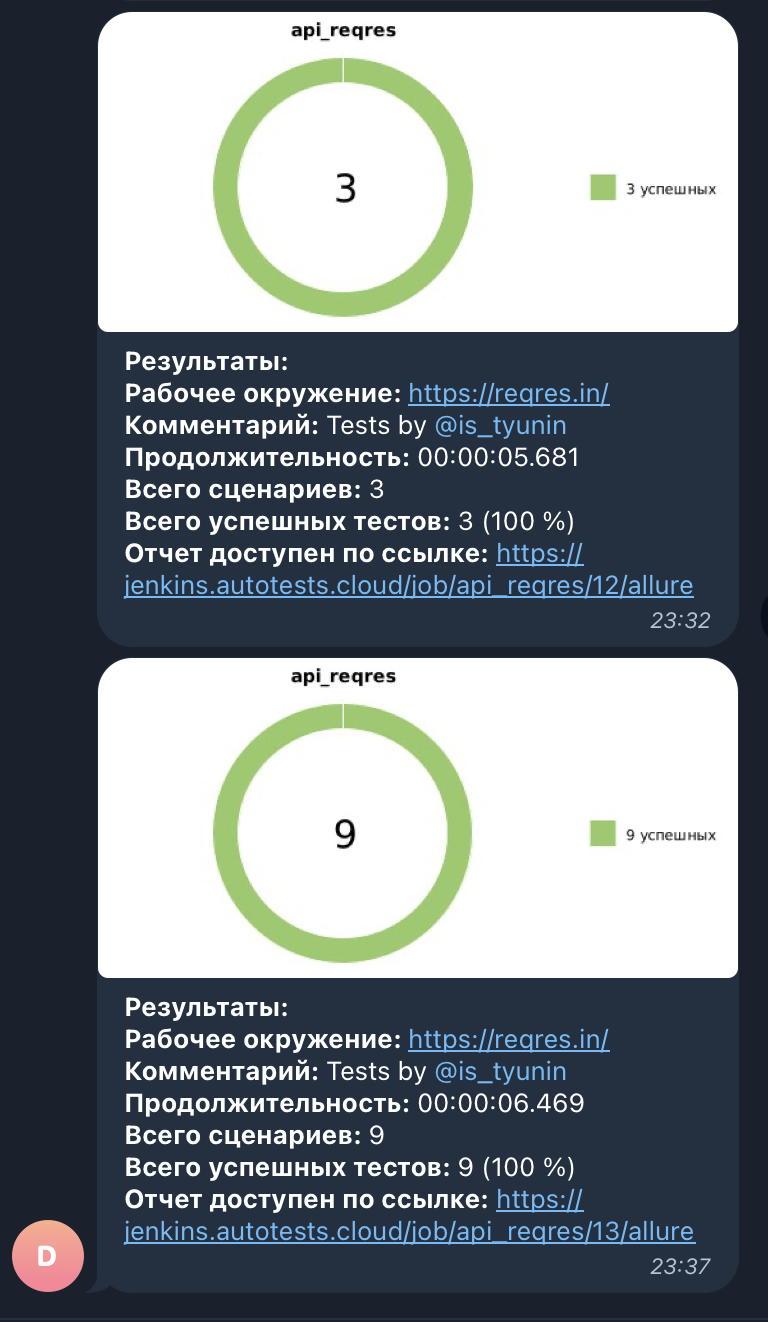 api_reqres
3
3 успешных
Результаты:
Рабочее окружение: https://reqres.in/
Комментарий: Tests by @is_tyunin
Продолжительность: 00:00:05.681
Всего сценариев: 3
Всего успешных тестов: 3 (100 %)
Отчет доступен по ссылке: https://
jenkins.autotests.cloud/job/api_reqres/12/allure
23:32
api_reqres
9
9 успешных
Результаты:
Рабочее окружение: https://reqres.in/
Комментарий: Tests by @is_tyunin
Продолжительность: 00:00:06.469
Всего сценариев: 9
Всего успешных тестов: 9 (100 %)
Отчет доступен по ссылке: https://
jenkins.autotests.cloud/job/api_reqres/13/allure
D
23:37